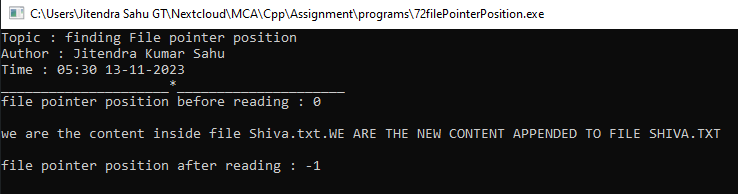 C:\Users\Jitendra Sahu GT\Nextcloud\MCA\Cpp\Assignment\programs\72filePointerPosition.exe
Topic : finding File pointer position
Author : Jitendra Kumar Sahu
Time : 05:30 13-11-2023
_____________________*_____________________
file pointer position before reading : 0
we are the content inside file Shiva.txt.WE ARE THE NEW CONTENT APPENDED TO FILE SHIVA.TXT
file pointer position after reading : -1